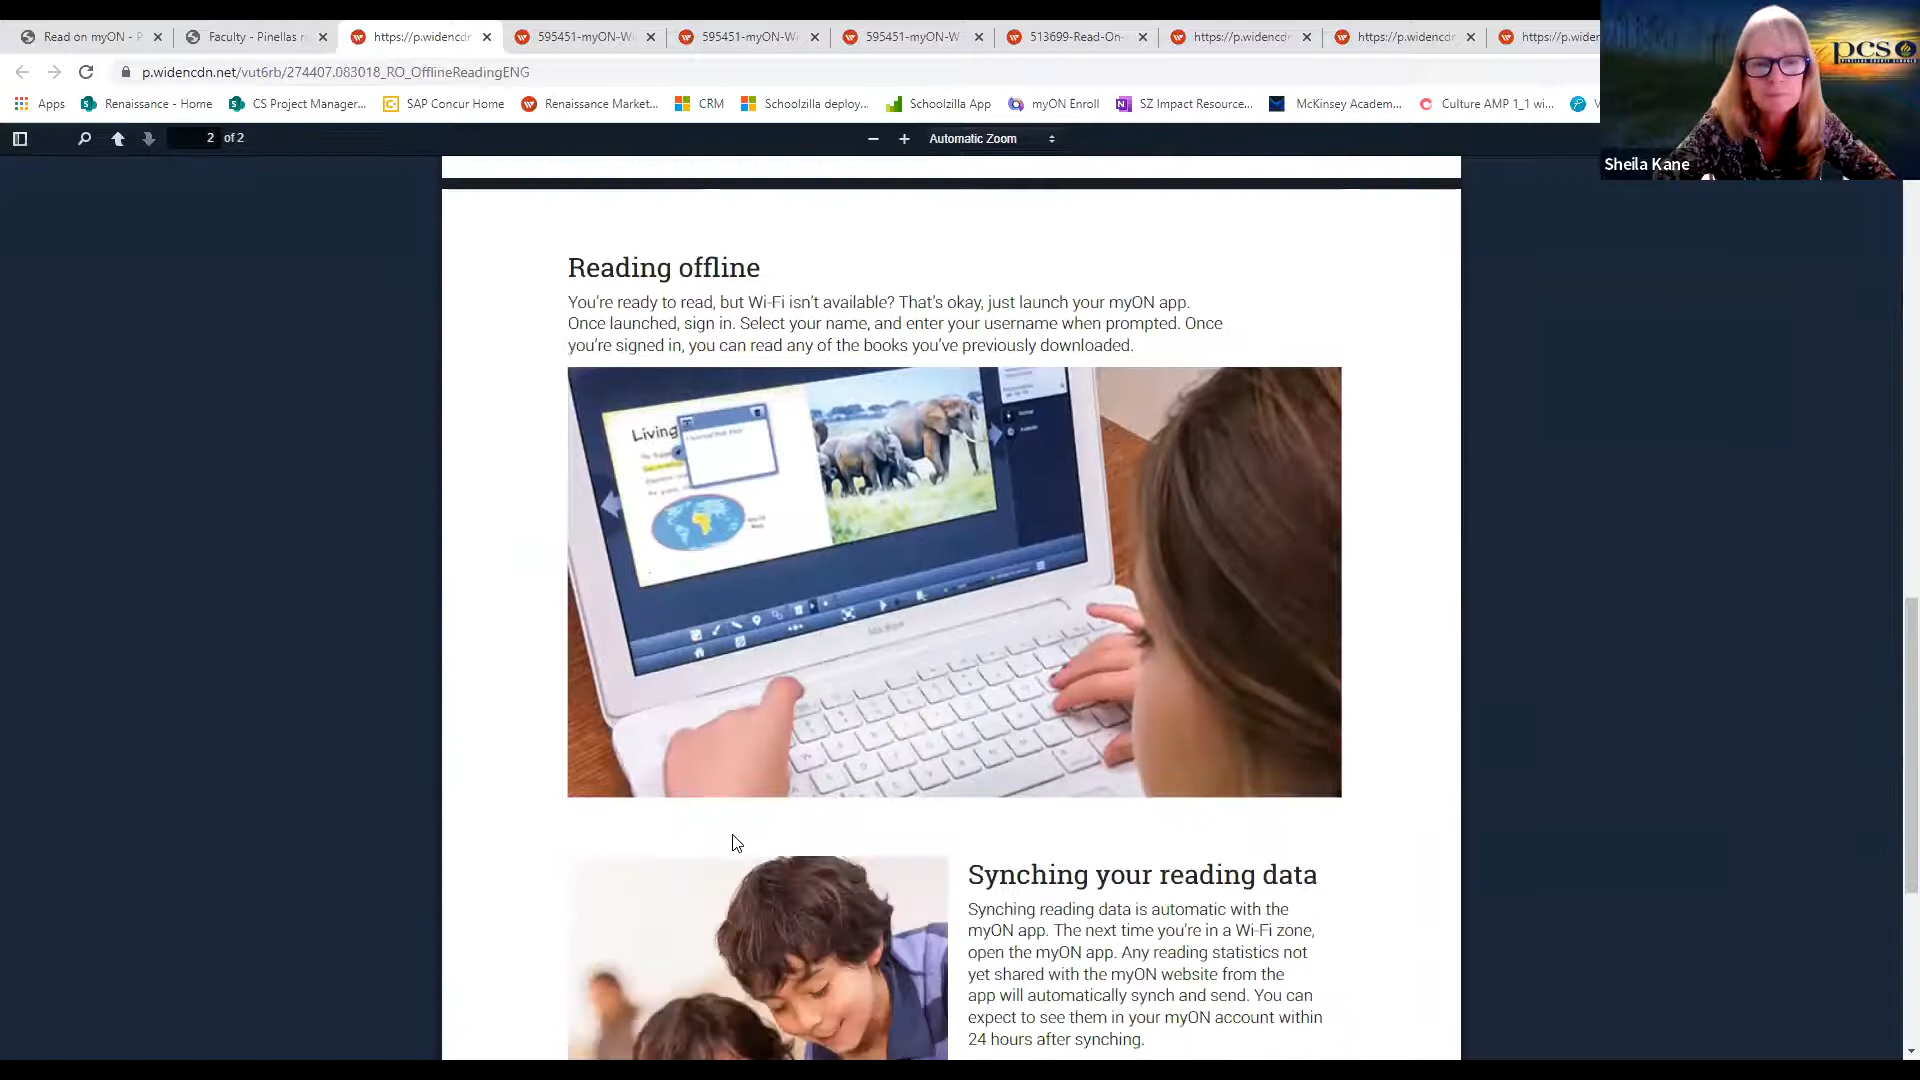 Read on myON - P
Faculty - Pinellas
https://p.widencdn
595451-myON-W
595451-myON-W
595451-myON-W
513699-Read-On-
https://p.widencdn
https://p.widencdn
https://p.widen
p.widencdn.net/vut6rb/274407.083018_RO_OfflineReadingENG
Apps
Renaissance - Home
CS Project Manager...
SAP Concur Home
Renaissance Market...
CRM
Schoolzilla deploy...
Schoolzilla App
myON Enroll
SZ Impact Resource...
McKinsey Academ...
Culture AMP 1_1 wi...
pcs
PINELLAS COUNTY SCHOOLS
Sheila Kane
2 of 2
Automatic Zoom
Reading offline
You're ready to read, but Wi-Fi isn't available? That's okay, just launch your myON app.
Once launched, sign in. Select your name, and enter your username when prompted. Once
you're signed in, you can read any of the books you've previously downloaded.
Living
Synching your reading data
Synching reading data is automatic with the
myON app. The next time you're in a Wi-Fi zone,
open the myON app. Any reading statistics not
yet shared with the myON website from the
app will automatically synch and send. You can
expect to see them in your myON account within
24 hours after synching.